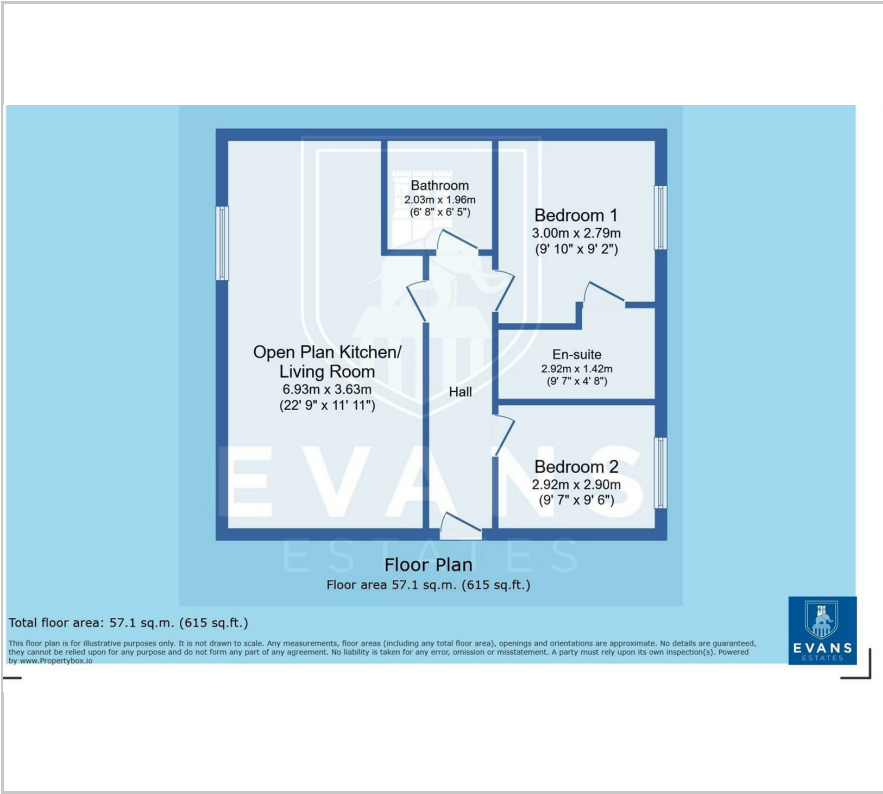 Bathroom
2.03m x 1.96m
(6' 8" x 6' 5")
Bedroom 1
3.00m x 2.79m
(9' 10" x 9' 2")
Open Plan Kitchen/
Living Room
6.93m x 3.63m
(22' 9" x 11' 11")
Hall
En-suite
2.92m x 1.42m
(9' 7" x 4' 8")
Bedroom 2
2.92m x 2.90m
(9' 7" x 9' 6")
EVANS
ESTATES
Floor Plan
Floor area 57.1 sq.m. (615 sq.ft.)
Total floor area: 57.1 sq.m. (615 sq.ft.)
This floor plan is for illustrative purposes only. It is not drawn to scale. Any measurements, floor areas (including any total floor area), openings and orientations are approximate. No details are guaranteed,
they cannot be relied upon for any purpose and do not form any part of any agreement. No liability is taken for any error, omission or misstatement. A party must rely upon its own inspection(s). Powered
by www.Propertybox.io
EVANS
ESTATES